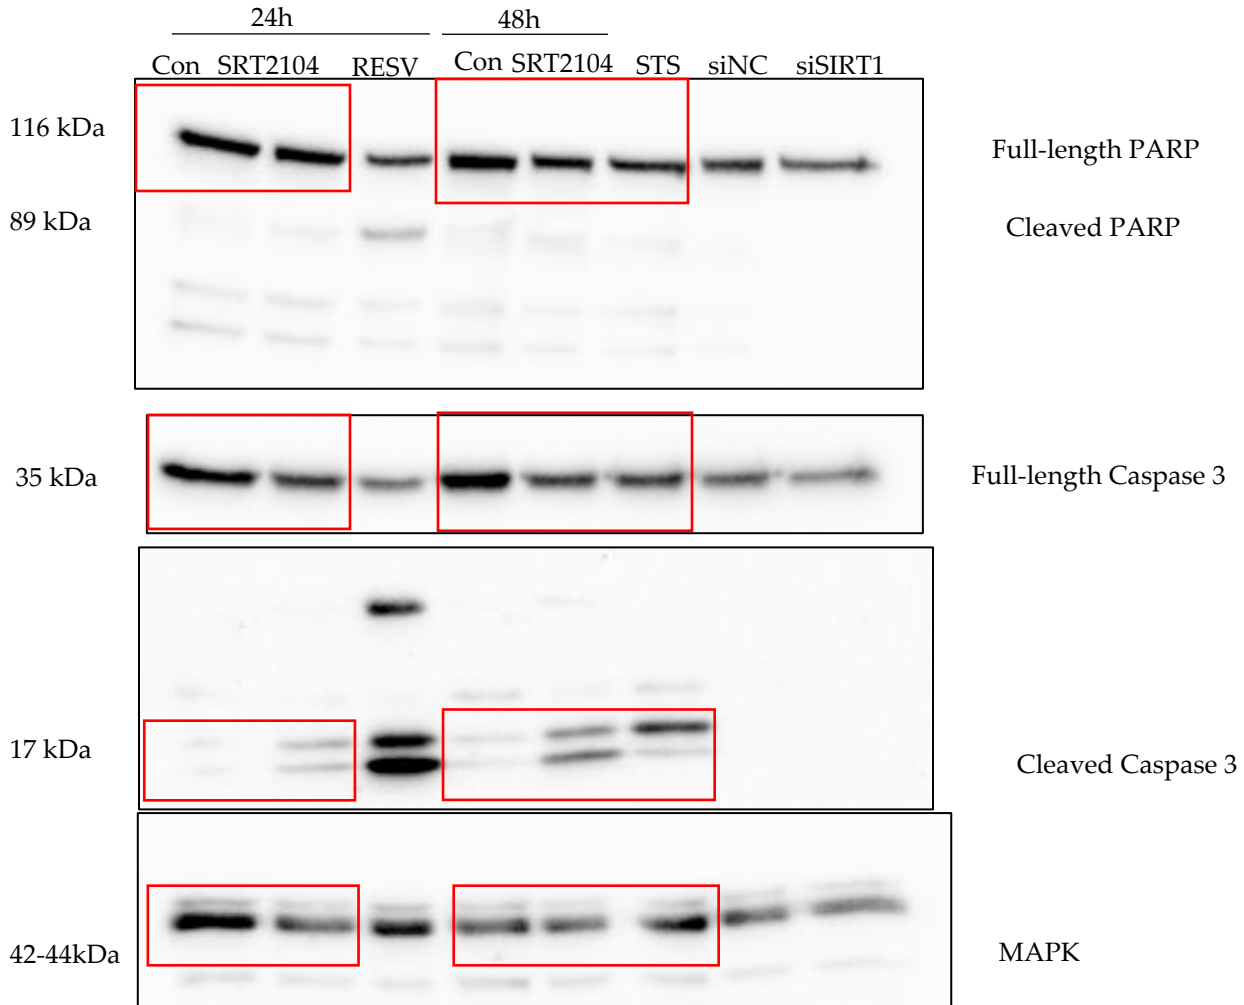 24h 48h
Con SRT2104 RESV Con SRT2104 STS siNC siSIRT1
116 kDa
Full-length PARP
89 kDa
Cleaved PARP
35 kDa
Full-length Caspase 3
17 kDa
Cleaved Caspase 3
42-44kDa
MAPK